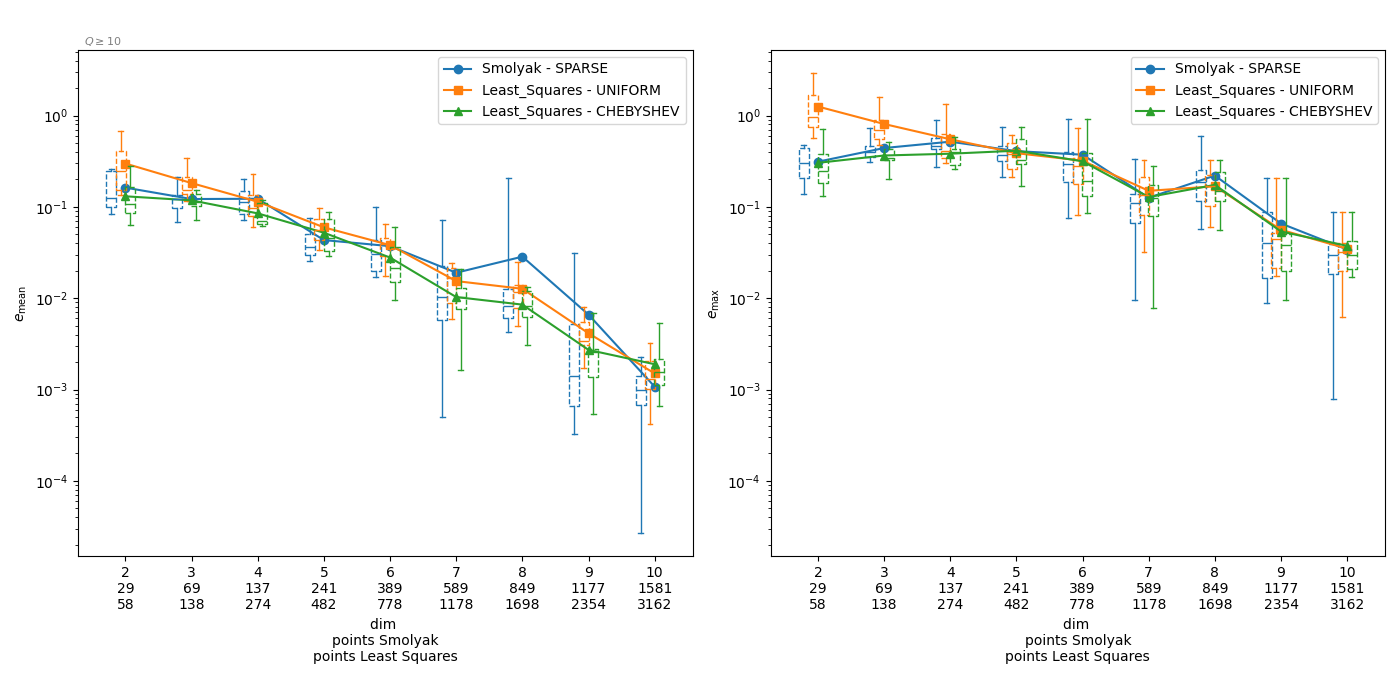 Q ≥ 10
Smolyak - SPARSE
Least_Squares - UNIFORM
Least_Squares - CHEBYSHEV
10⁰
10⁻¹
10⁻²
10⁻³
10⁻⁴
e_mean
2 3 4 5 6 7 8 9 10
29 69 137 241 389 589 849 1177 1581
58 138 274 482 778 1178 1698 2354 3162
dim
points Smolyak
points Least Squares
Smolyak - SPARSE
Least_Squares - UNIFORM
Least_Squares - CHEBYSHEV
10⁰
10⁻¹
10⁻²
10⁻³
10⁻⁴
e_max
2 3 4 5 6 7 8 9 10
29 69 137 241 389 589 849 1177 1581
58 138 274 482 778 1178 1698 2354 3162
dim
points Smolyak
points Least Squares